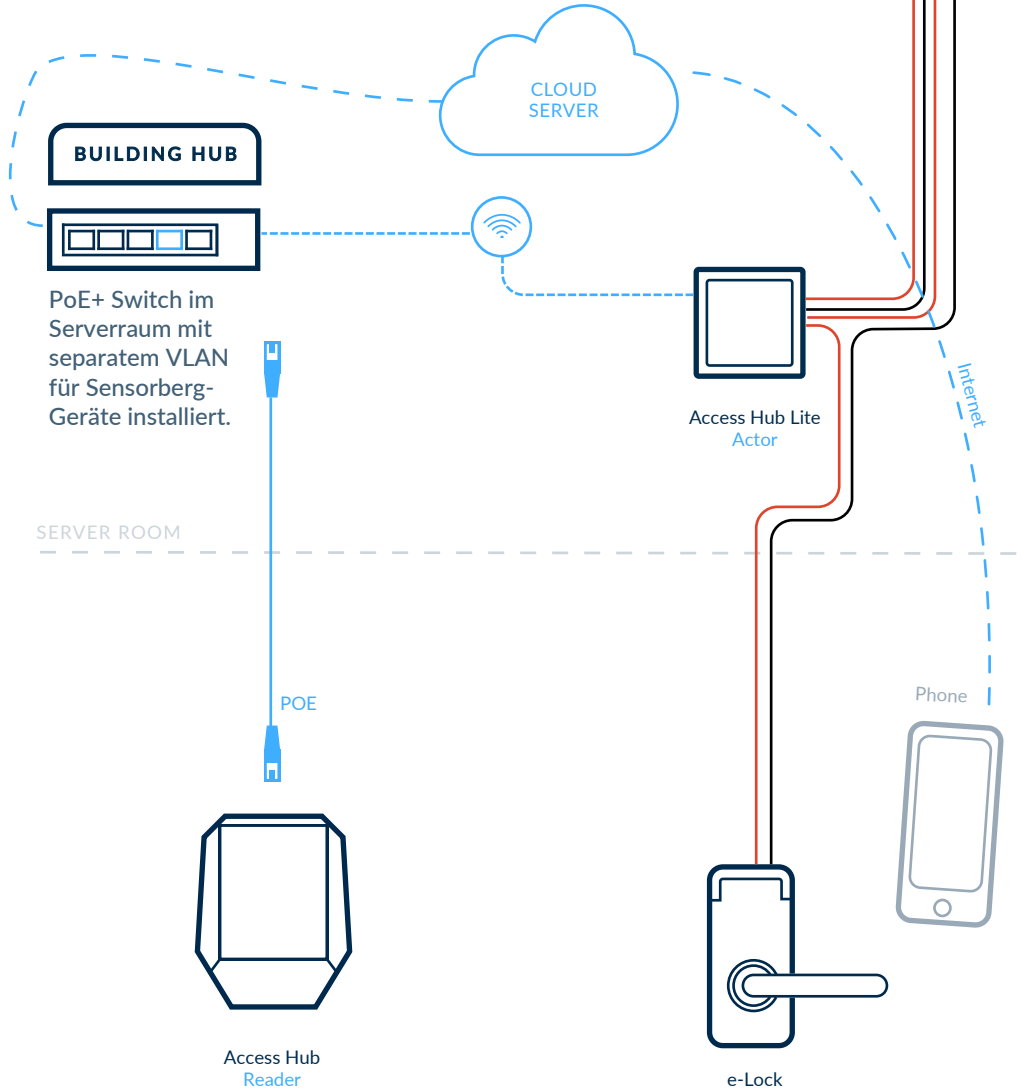 CLOUD
SERVER
BUILDING HUB
PoE+ Switch im
Serverraum mit
separatem VLAN
für Sensorberg-
Geräte installiert.
Access Hub Lite
Actor
Internet
SERVER ROOM
POE
Phone
Access Hub
Reader
e-Lock